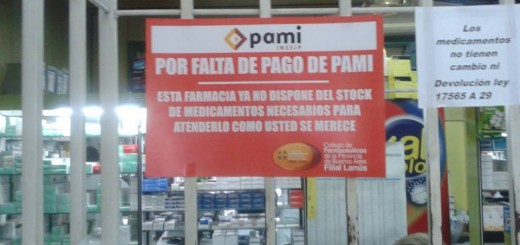 pami
INSSJP
POR FALTA DE PAGO DE PAMI
ESTA FARMACIA YA NO DISPONE DEL STOCK
DE MEDICAMENTOS NECESARIOS PARA
ATENDERLO COMO USTED SE MERECE
Colegio de
Farmacéuticos
de la Provincia
de Buenos Aires
Filial Lanús
Los
medicamentos
no tienen
cambio ni
Devolución ley
17565 A 29